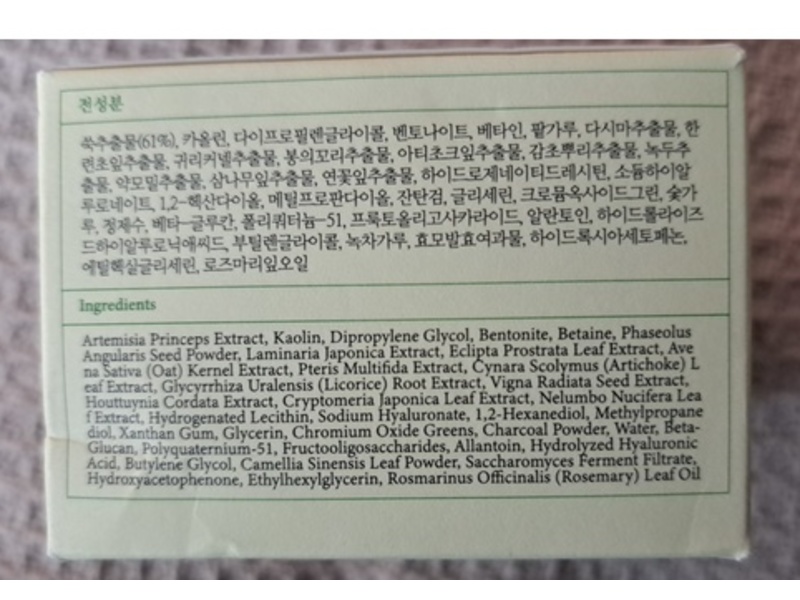 전성분
쑥추출물(61%), 카올린, 다이프로필렌글라이콜, 벤토나이트, 베타인, 팥가루, 다시마추출물, 한
련초잎추출물, 귀리커넬추출물, 봉의꼬리추출물, 아티초크잎추출물, 감초뿌리추출물, 녹두추
출물, 약모밀추출물, 삼나무잎추출물, 연꽃잎추출물, 하이드로제네이티드레시틴, 소듐하이알
루로네이트, 1,2-헥산다이올, 메틸프로판다이올, 잔탄검, 글리세린, 크로뮴옥사이드그린, 숯가
루, 정제수, 베타-글루칸, 폴리쿼터늄-51, 프룩토올리고사카라이드, 알란토인, 하이드롤라이즈
드하이알루로닉애씨드, 부틸렌글라이콜, 녹차가루, 효모발효여과물, 하이드록시아세토페논,
에틸헥실글리세린, 로즈마리잎오일
Ingredients
Artemisia Princeps Extract, Kaolin, Dipropylene Glycol, Bentonite, Betaine, Phaseolus
Angularis Seed Powder, Laminaria Japonica Extract, Eclipta Prostrata Leaf Extract, Ave
na Sativa (Oat) Kernel Extract, Pteris Multifida Extract, Cynara Scolymus (Artichoke) L
eaf Extract, Glycyrrhiza Uralensis (Licorice) Root Extract, Vigna Radiata Seed Extract,
Houttuynia Cordata Extract, Cryptomeria Japonica Leaf Extract, Nelumbo Nucifera Lea
f Extract, Hydrogenated Lecithin, Sodium Hyaluronate, 1,2-Hexanediol, Methylpropane
diol, Xanthan Gum, Glycerin, Chromium Oxide Greens, Charcoal Powder, Water, Beta-
Glucan, Polyquaternium-51, Fructooligosaccharides, Allantoin, Hydrolyzed Hyaluronic
Acid, Butylene Glycol, Camellia Sinensis Leaf Powder, Saccharomyces Ferment Filtrate,
Hydroxyacetophenone, Ethylhexylglycerin, Rosmarinus Officinalis (Rosemary) Leaf Oil